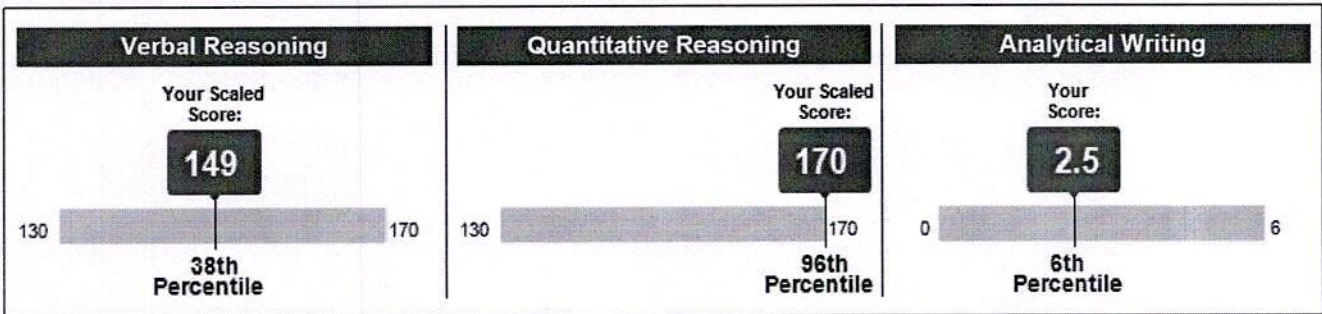 Verbal Reasoning
Your Scaled
Score:
149
130
170
38th
Percentile
Quantitative Reasoning
Your Scaled
Score:
170
130
170
96th
Percentile
Analytical Writing
Your
Score:
2.5
0
6
6th
Percentile